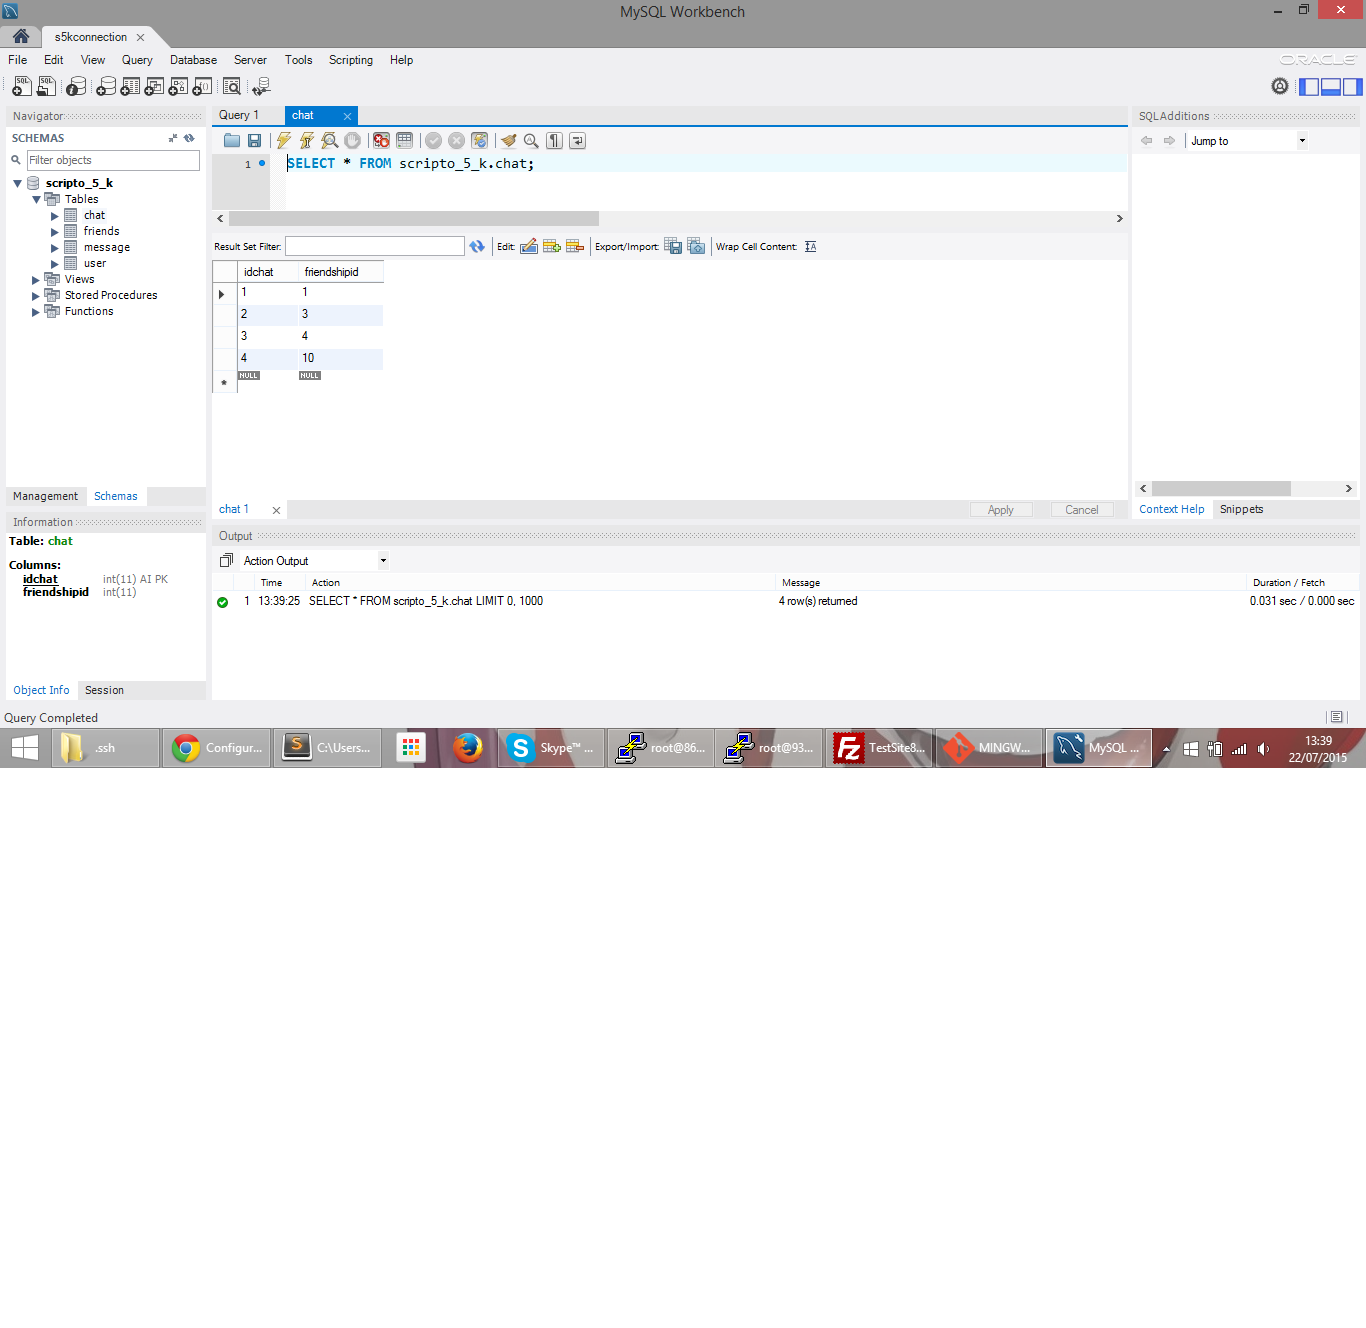 MySQL Workbench
s5kconnection
File Edit View Query Database Server Tools Scripting Help
ORACLE
Navigator
SCHEMAS
Filter objects
scripto_5_k
Tables
chat
friends
message
user
Views
Stored Procedures
Functions
Management Schemas
Information
Table: chat
Columns:
idchat int(11) AI PK
friendshipid int(11)
Object Info Session
Query 1 chat
1 SELECT * FROM scripto_5_k.chat;
Result Set Filter: Edit: Export/Import: Wrap Cell Content:
idchat friendshipid
1 1
2 3
3 4
4 10
NULL NULL
chat 1 Apply Cancel
SQLAdditions
Jump to
Context Help Snippets
Output
Action Output
Time Action Message Duration / Fetch
1 13:39:25 SELECT * FROM scripto_5_k.chat LIMIT 0, 1000 4 row(s) returned 0.031 sec / 0.000 sec
Query Completed
.ssh Configur... C:\Users... Skype™ ... root@86... root@93... TestSite8... MINGW... MySQL ...
13:39
22/07/2015